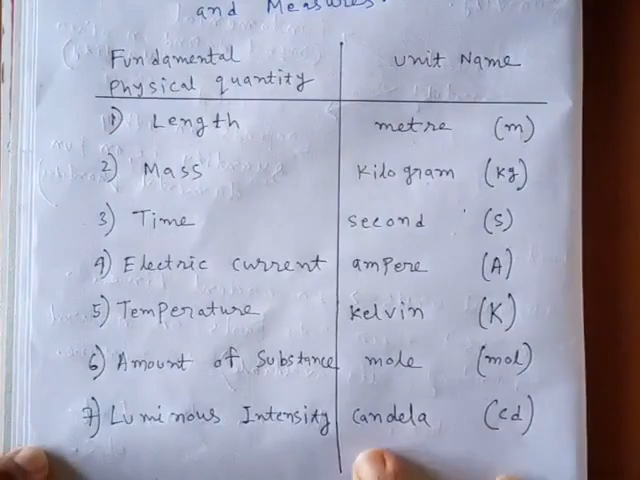 and Measures.
Fundamental Physical quantity | Unit Name
1) Length | metre (m)
2) Mass | Kilogram (Kg)
3) Time | second (S)
4) Electric current | ampere (A)
5) Temperature | Kelvin (K)
6) Amount of Substance | mole (mol)
7) Luminous Intensity | Candela (Cd)